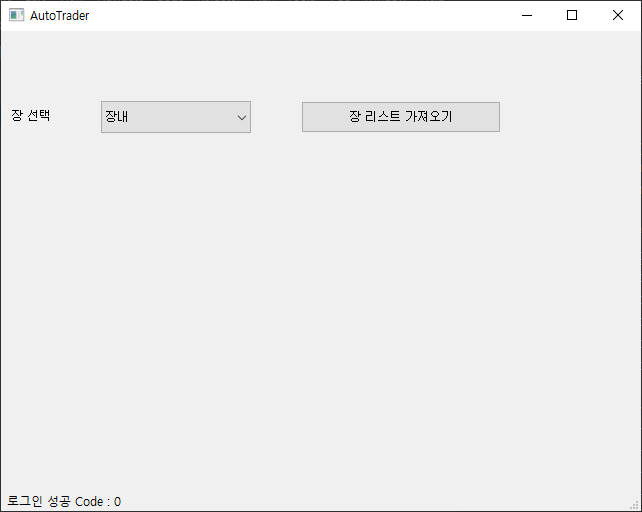 AutoTrader
장 선택
장내
장 리스트 가져오기
로그인 성공 Code : 0